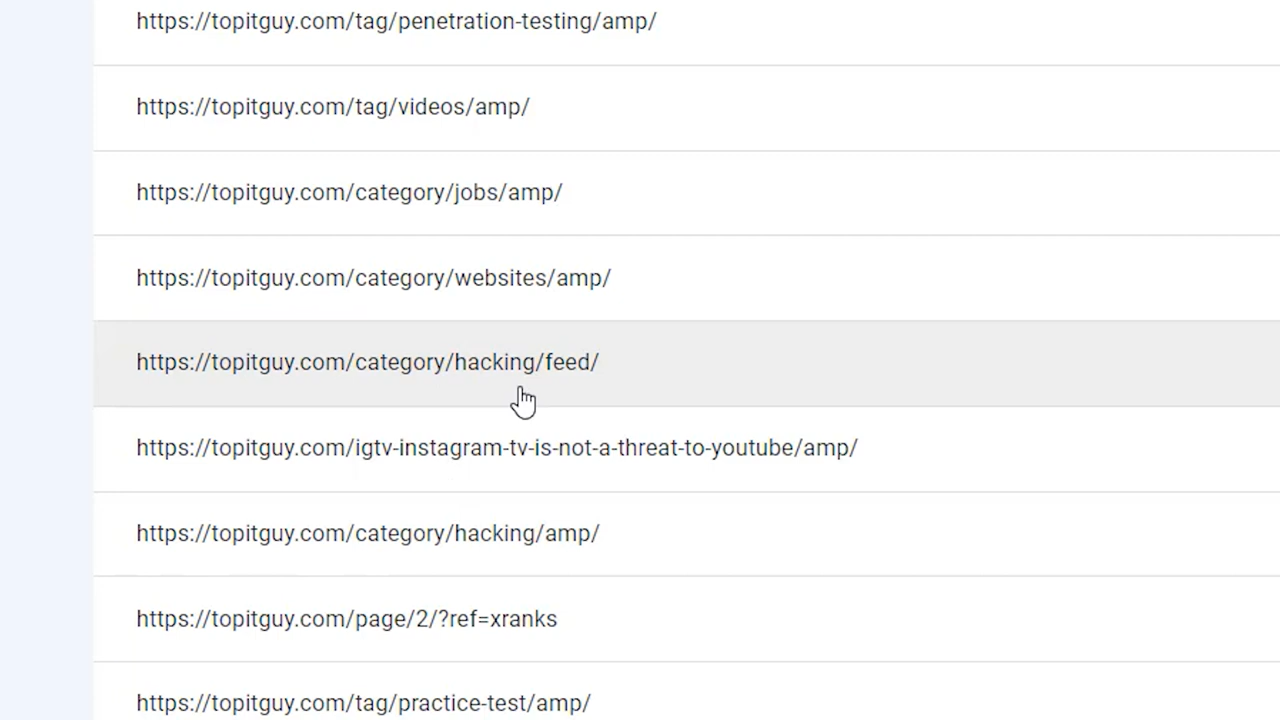 https://topitguy.com/tag/penetration-testing/amp/
https://topitguy.com/tag/videos/amp/
https://topitguy.com/category/jobs/amp/
https://topitguy.com/category/websites/amp/
https://topitguy.com/category/hacking/feed/
https://topitguy.com/igtv-instagram-tv-is-not-a-threat-to-youtube/amp/
https://topitguy.com/category/hacking/amp/
https://topitguy.com/page/2/?ref=xranks
https://topitguy.com/tag/practice-test/amp/